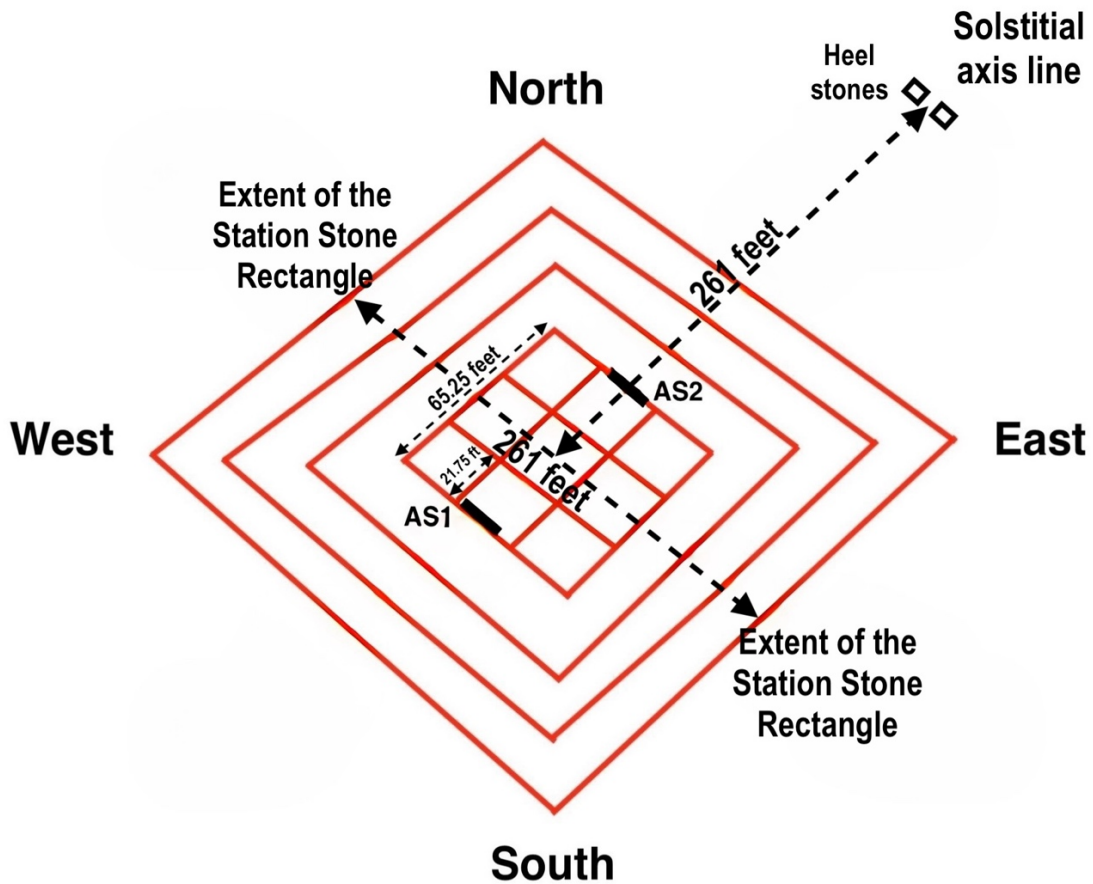 Solstitial
axis line
Heel
stones
North
Extent of the
Station Stone
Rectangle
261 feet
65.25 feet
AS2
West
East
261 feet
21.75 ft
AS1
Extent of the
Station Stone
Rectangle
South